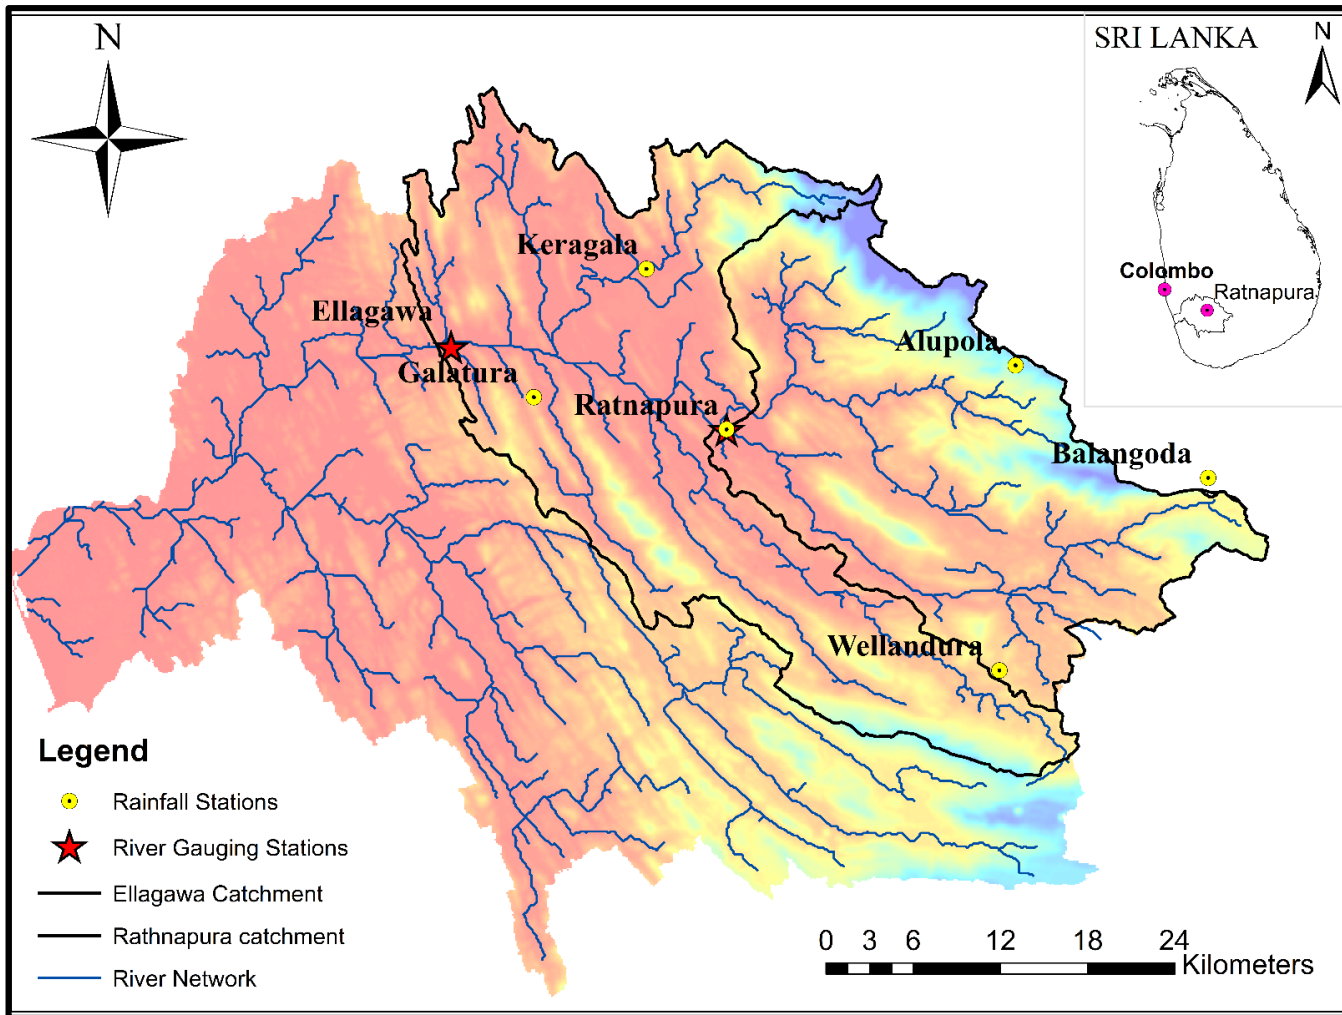 N
SRI LANKA
N
Colombo
Ratnapura
Keragala
Ellagawa
Galatura
Ratnapura
Alupola
Balangoda
Wellandura
Legend
Rainfall Stations
River Gauging Stations
Ellagawa Catchment
Rathnapura catchment
River Network
0 3 6 12 18 24
Kilometers